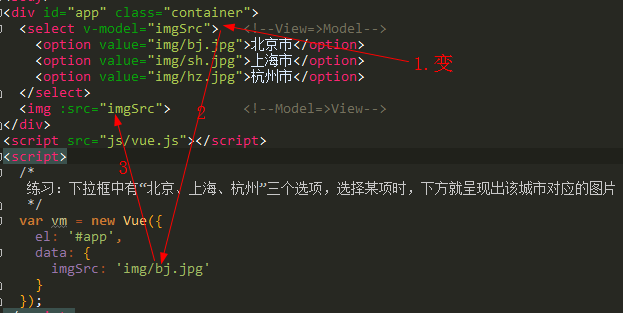 <div id="app" class="container">
<select v-model="imgSrc"> <!--View=>Model-->
<option value="img/bj.jpg">北京市</option>
1.变
<option value="img/sh.jpg">上海市</option>
<option value="img/hz.jpg">杭州市</option>
</select>
<img :src="imgSrc"> <!--Model=>View-->
2
</div>
<script src="js/vue.js"></script>
<script>
3
/*
练习: 下拉框中有“北京、上海、杭州”三个选项，选择某项时，下方就呈现出该城市对应的图片
*/
var vm = new Vue({
el: '#app',
data: {
imgSrc: 'img/bj.jpg'
}
});